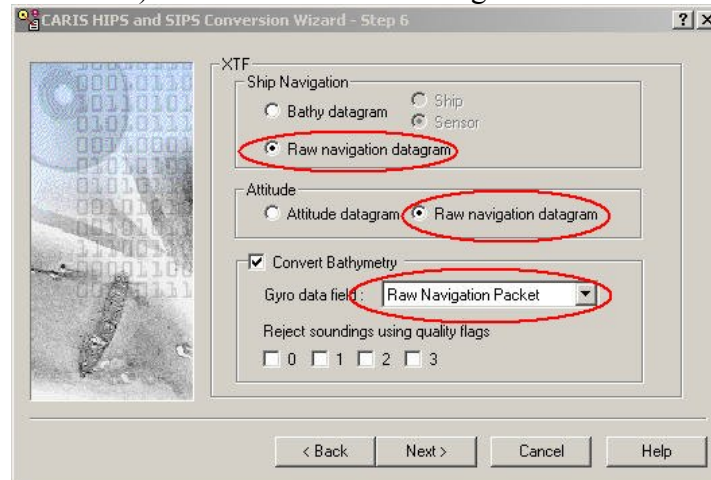 CARIS HIPS and SIPS Conversion Wizard - Step 6
XTF
Ship Navigation
Bathy datagram
Ship
Sensor
Raw navigation datagram
Attitude
Attitude datagram Raw navigation datagram
Convert Bathymetry
Gyro data field : Raw Navigation Packet
Reject soundings using quality flags
0 1 2 3
< Back Next > Cancel Help